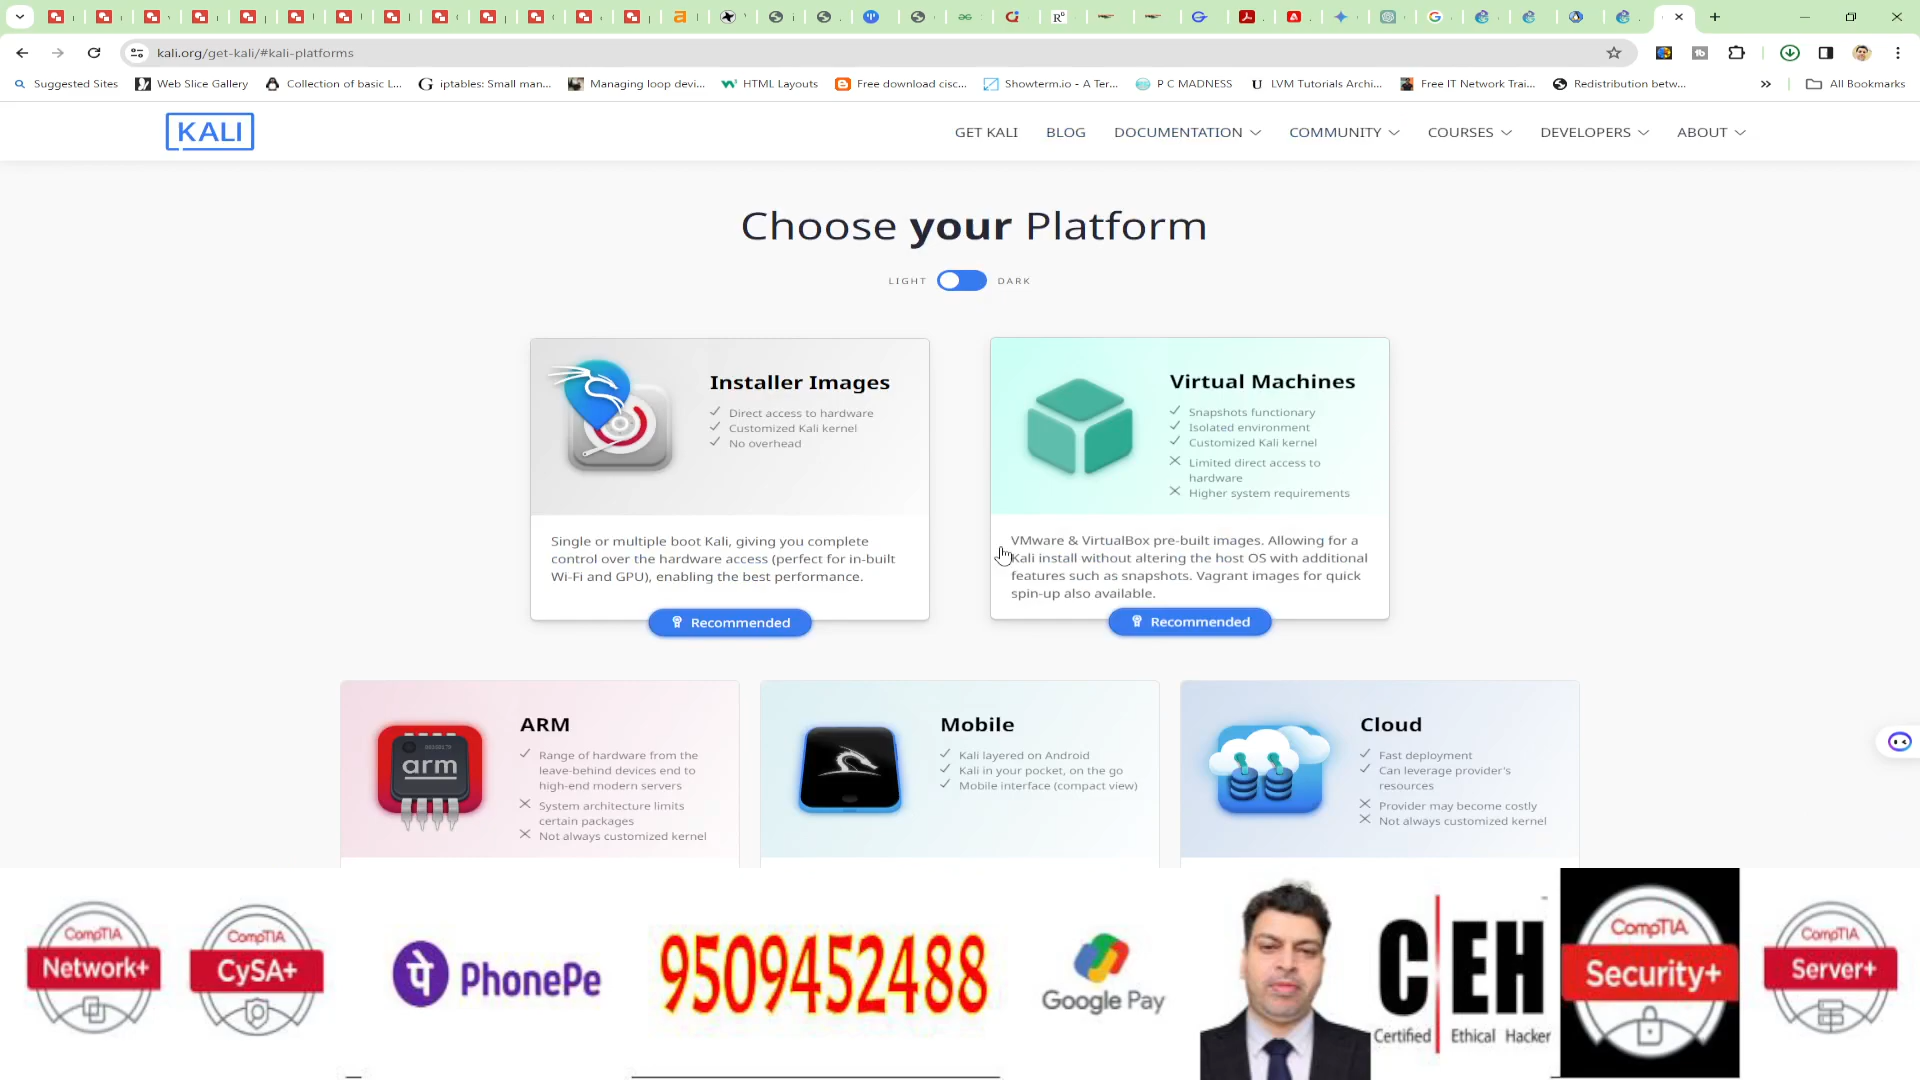 kali.org/get-kali/#kali-platforms
Suggested Sites
Web Slice Gallery
Collection of basic L...
iptables: Small man...
Managing loop devi...
HTML Layouts
Free download cisc...
Showterm.io - A Ter...
P C MADNESS
LVM Tutorials Archi...
Free IT Network Trai...
Redistribution betw...
All Bookmarks
KALI
GET KALI
BLOG
DOCUMENTATION
COMMUNITY
COURSES
DEVELOPERS
ABOUT
Choose your Platform
LIGHT
DARK
Installer Images
Direct access to hardware
Customized Kali kernel
No overhead
Single or multiple boot Kali, giving you complete
control over the hardware access (perfect for in-built
Wi-Fi and GPU), enabling the best performance.
Recommended
Virtual Machines
Snapshots functionary
Isolated environment
Customized Kali kernel
Limited direct access to
hardware
Higher system requirements
VMware & VirtualBox pre-built images. Allowing for a
Kali install without altering the host OS with additional
features such as snapshots. Vagrant images for quick
spin-up also available.
Recommended
arm
ARM
Range of hardware from the
leave-behind devices end to
high-end modern servers
System architecture limits
certain packages
Not always customized kernel
Mobile
Kali layered on Android
Kali in your pocket, on the go
Mobile interface (compact view)
Cloud
Fast deployment
Can leverage provider's
resources
Provider may become costly
Not always customized kernel
CompTIA
Network+
CompTIA
CySA+
पे PhonePe
9509452488
Google Pay
C EH
Certified Ethical Hacker
CompTIA
Security+
CompTIA
Server+